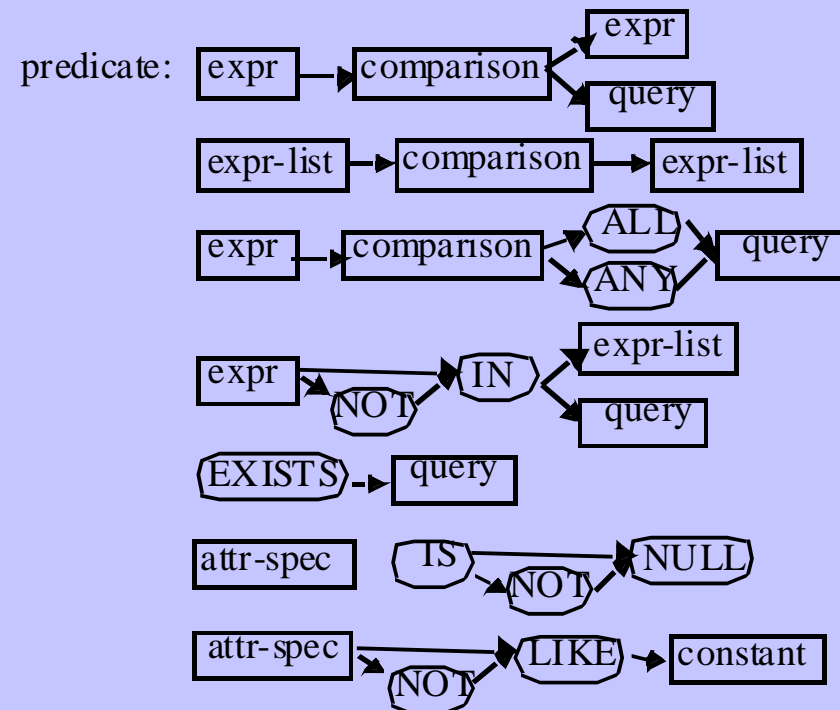 expr
predicate: expr comparison
query
expr-list comparison expr-list
ALL
expr comparison query
ANY
expr-list
expr IN
NOT query
EXISTS query
attr-spec IS NULL
NOT
attr-spec LIKE constant
NOT